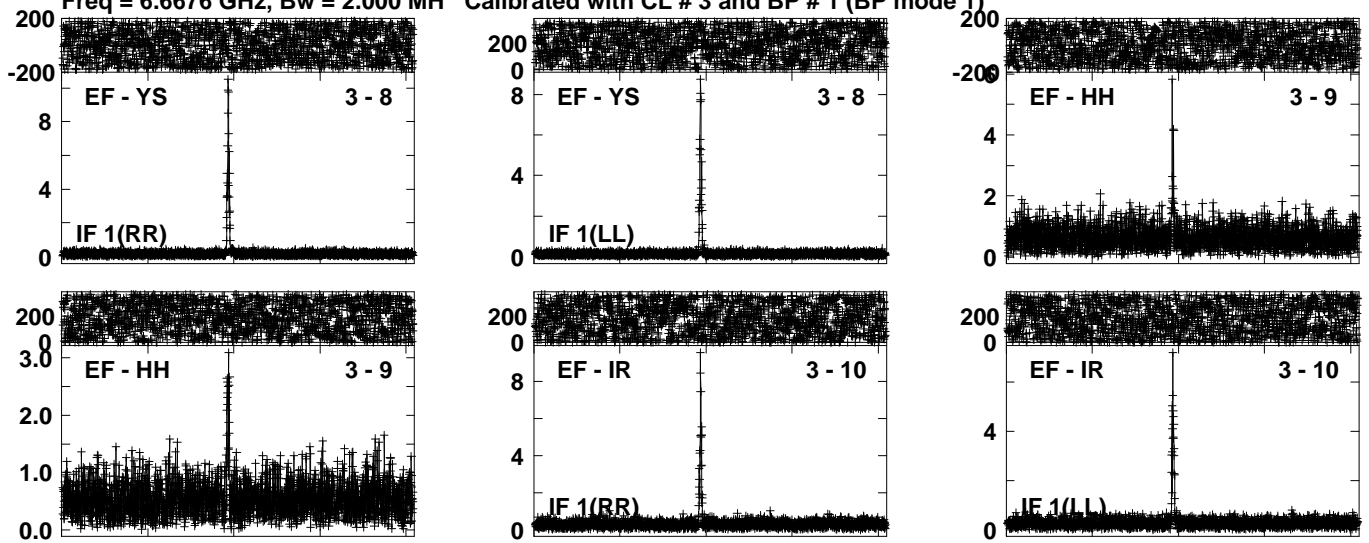 Freq = 6.6676 GHz, Bw = 2.000 MH Calibrated with CL # 3 and BP # 1 (BP mode 1)
200
-200
EF - YS 3 - 8
8
4
0
IF 1(RR)
200
0
EF - YS 3 - 8
8
4
0
IF 1(LL)
200
-200
6
EF - HH 3 - 9
4
2
0
200
0
EF - HH 3 - 9
3.0
2.0
1.0
0.0
200
0
EF - IR 3 - 10
8
4
0
IF 1(RR)
200
0
EF - IR 3 - 10
4
0
IF 1(LL)